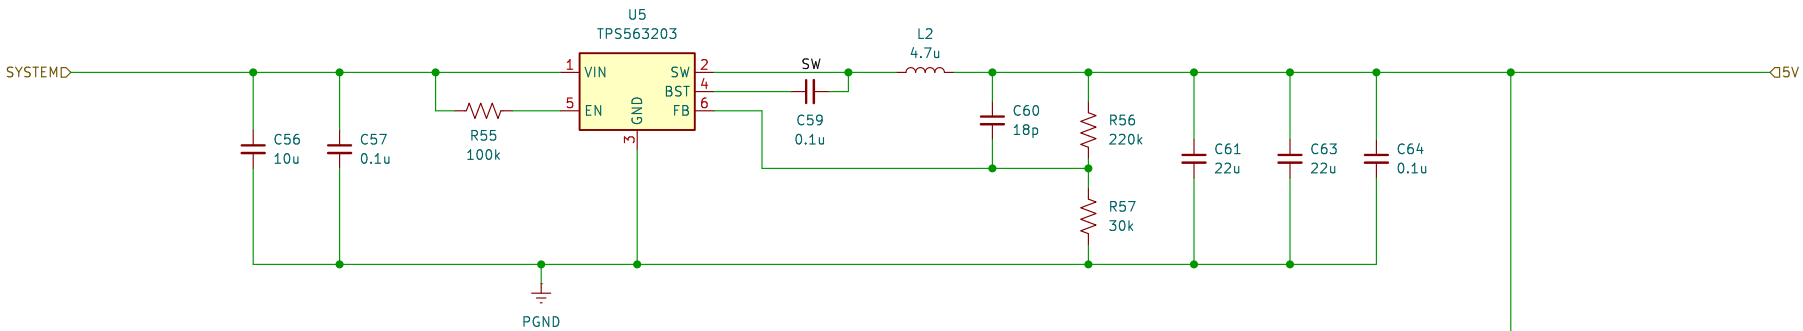 U5
TPS563203
SYSTEM
1
VIN
5
EN
GND
3
SW
2
BST
4
FB
6
SW
C59
0.1u
L2
4.7u
5V
R55
100k
C56
10u
C57
0.1u
C60
18p
R56
220k
R57
30k
C61
22u
C63
22u
C64
0.1u
PGND